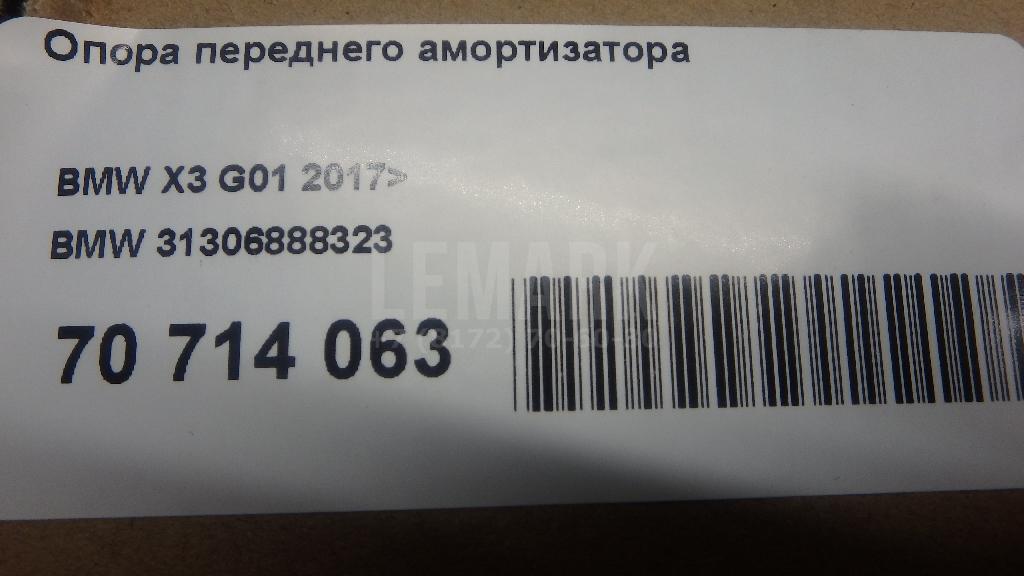 Опора переднего амортизатора
BMW X3 G01 2017>
BMW 31306888323
LEMARK
70 714 063